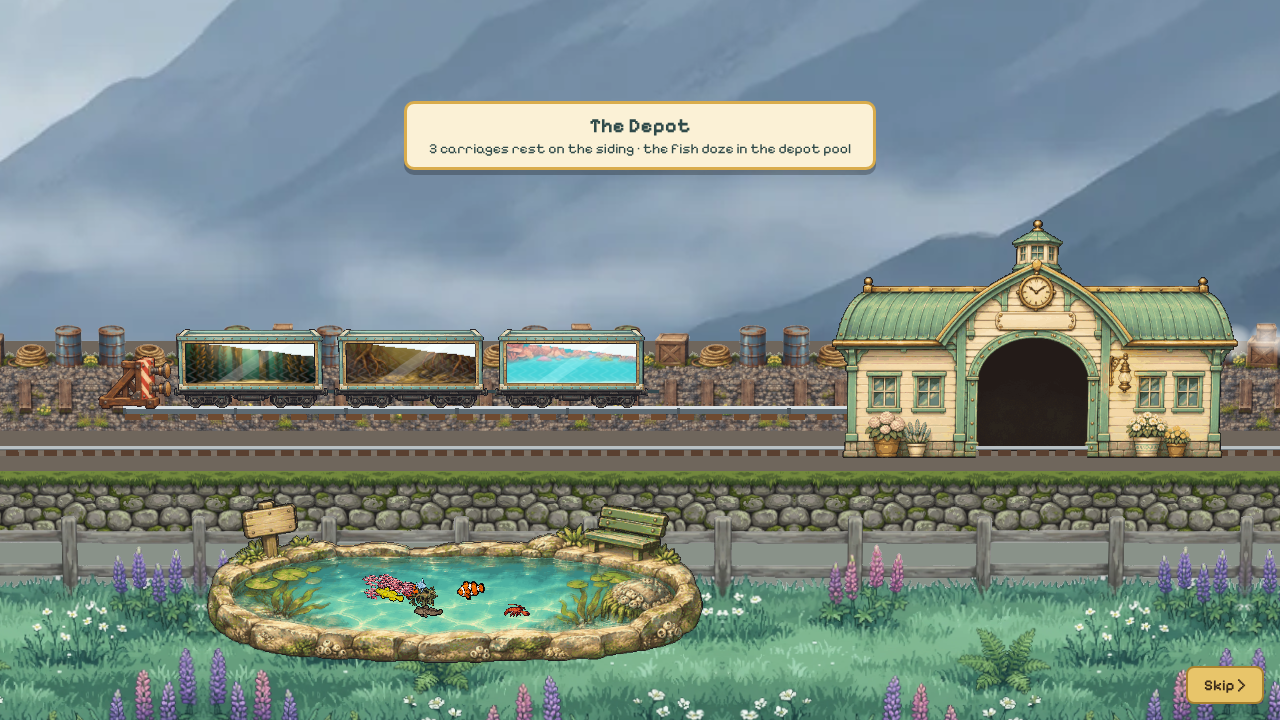 The Depot
3 carriages rest on the siding · the fish doze in the depot pool
Skip >